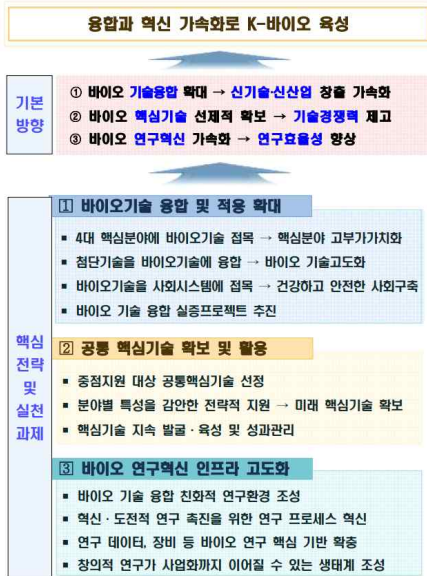 융합과 혁신 가속화로 K-바이오 육성
기본
방향
① 바이오 기술융합 확대 → 신기술·신산업 창출 가속화
② 바이오 핵심기술 선제적 확보 → 기술경쟁력 제고
③ 바이오 연구혁신 가속화 → 연구효율성 향상
핵심
전략
및
실천
과제
1 바이오기술 융합 및 적용 확대
▪ 4대 핵심분야에 바이오기술 접목 → 핵심분야 고부가가치화
▪ 첨단기술을 바이오기술에 융합 → 바이오 기술고도화
▪ 바이오기술을 사회시스템에 접목 → 건강하고 안전한 사회구축
▪ 바이오 기술 융합 실증프로젝트 추진
2 공통 핵심기술 확보 및 활용
▪ 중점지원 대상 공통핵심기술 선정
▪ 분야별 특성을 감안한 전략적 지원 → 미래 핵심기술 확보
▪ 핵심기술 지속 발굴·육성 및 성과관리
3 바이오 연구혁신 인프라 고도화
▪ 바이오 기술 융합 친화적 연구환경 조성
▪ 혁신·도전적 연구 촉진을 위한 연구 프로세스 혁신
▪ 연구 데이터, 장비 등 바이오 연구 핵심 기반 확충
▪ 창의적 연구가 사업화까지 이어질 수 있는 생태계 조성